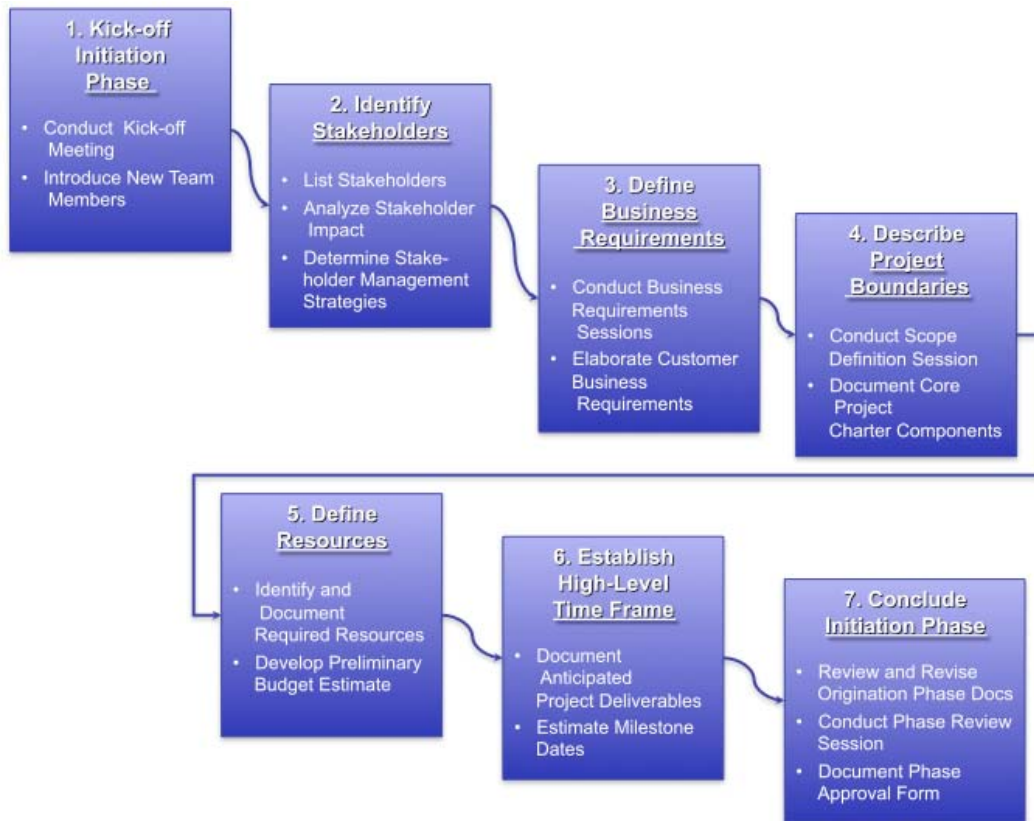 1. Kick-off
Initiation
Phase
• Conduct Kick-off
Meeting
• Introduce New Team
Members
2. Identify
Stakeholders
• List Stakeholders
• Analyze Stakeholder
Impact
• Determine Stake-
holder Management
Strategies
3. Define
Business
Requirements
• Conduct Business
Requirements
Sessions
• Elaborate Customer
Business
Requirements
4. Describe
Project
Boundaries
• Conduct Scope
Definition Session
• Document Core
Project
Charter Components
5. Define
Resources
• Identify and
Document
Required Resources
• Develop Preliminary
Budget Estimate
6. Establish
High-Level
Time Frame
• Document
Anticipated
Project Deliverables
• Estimate Milestone
Dates
7. Conclude
Initiation Phase
• Review and Revise
Origination Phase Docs
• Conduct Phase Review
Session
• Document Phase
Approval Form